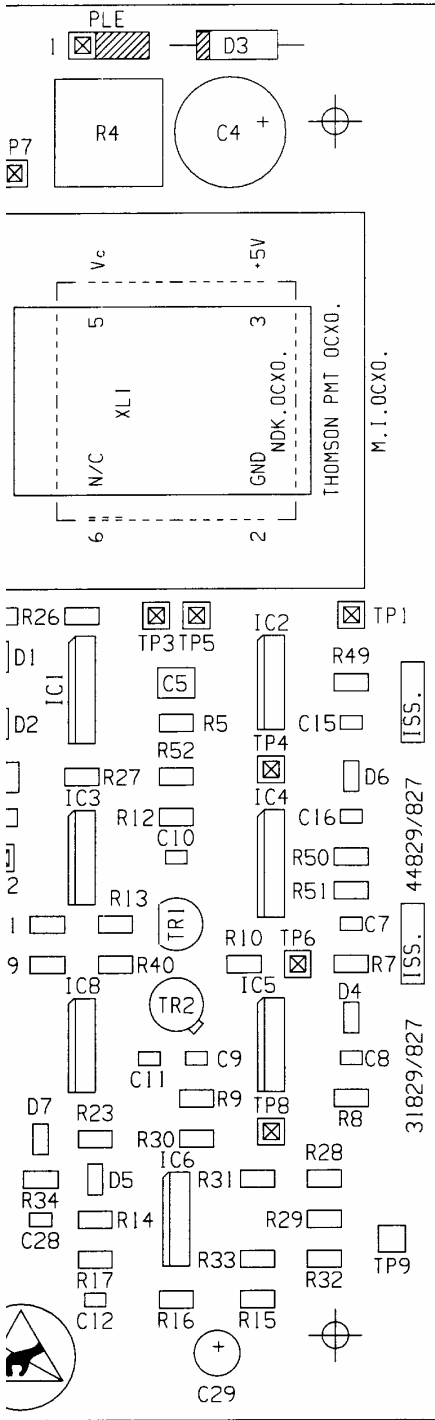 PLE
1
D3
R4
C4
+
P7
Vc
+5V
5
3
XL1
NDK.OCXO.
THOMSON PMT OCXO.
M.I.OCXO.
N/C
GND
6
2
R26
TP3
TP5
IC2
TP1
D1
IC1
C5
R49
ISS.
D2
R5
C15
R52
TP4
R27
D6
IC3
R12
IC4
C16
C10
R50
44829/827
2
R51
R13
1
TR1
C7
R10
TP6
9
R40
R7
ISS.
IC8
TR2
IC5
D4
C11
C9
C8
R9
31829/827
D7
R23
TP8
R8
R30
IC6
R28
R34
D5
R31
C28
R14
R29
R33
R17
R32
TP9
C12
R16
R15
+
C29